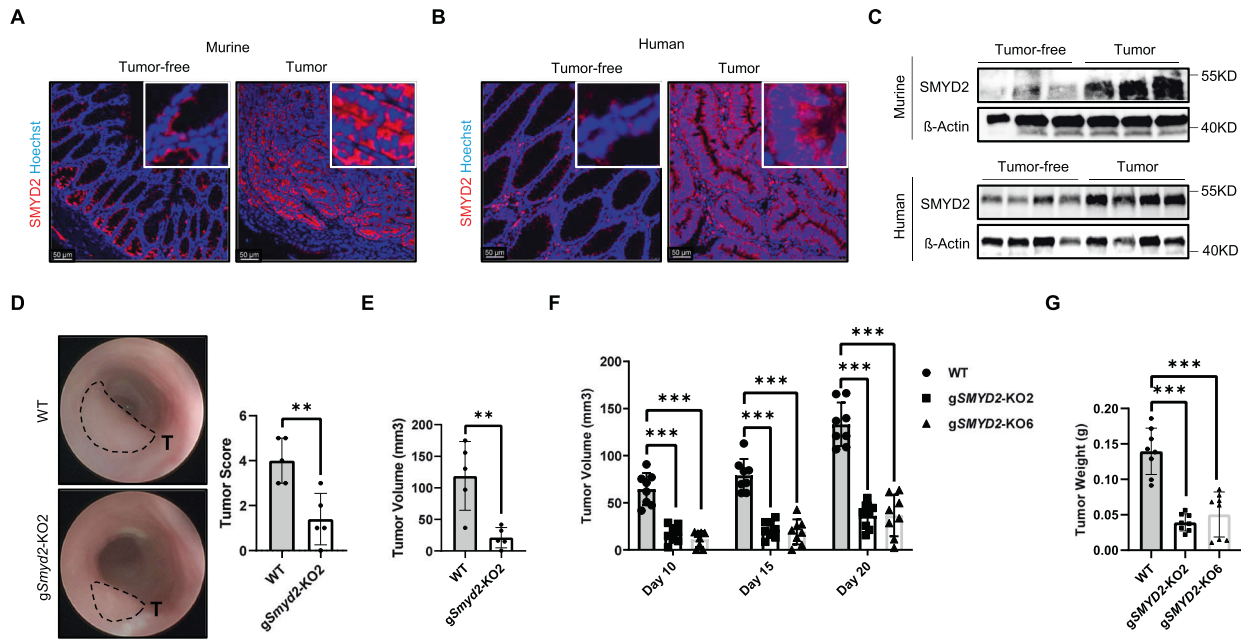 A
Murine
Tumor-free
Tumor
SMYD2 Hoechst
50 µm
50 µm
B
Human
Tumor-free
Tumor
SMYD2 Hoechst
50 µm
50 µm
C
Tumor-free
Tumor
Murine
SMYD2
55KD
ß-Actin
40KD
Tumor-free
Tumor
Human
SMYD2
55KD
ß-Actin
40KD
D
WT
T
gSmyd2-KO2
T
Tumor Score
6
4
2
0
**
WT
gSmyd2-KO2
E
Tumor Volume (mm3)
200
150
100
50
0
**
WT
gSmyd2-KO2
F
Tumor Volume (mm3)
200
150
100
50
0
***
***
***
***
***
***
Day 10
Day 15
Day 20
WT
gSMYD2-KO2
gSMYD2-KO6
G
Tumor Weight (g)
0.20
0.15
0.10
0.05
0.00
***
***
WT
gSMYD2-KO2
gSMYD2-KO6